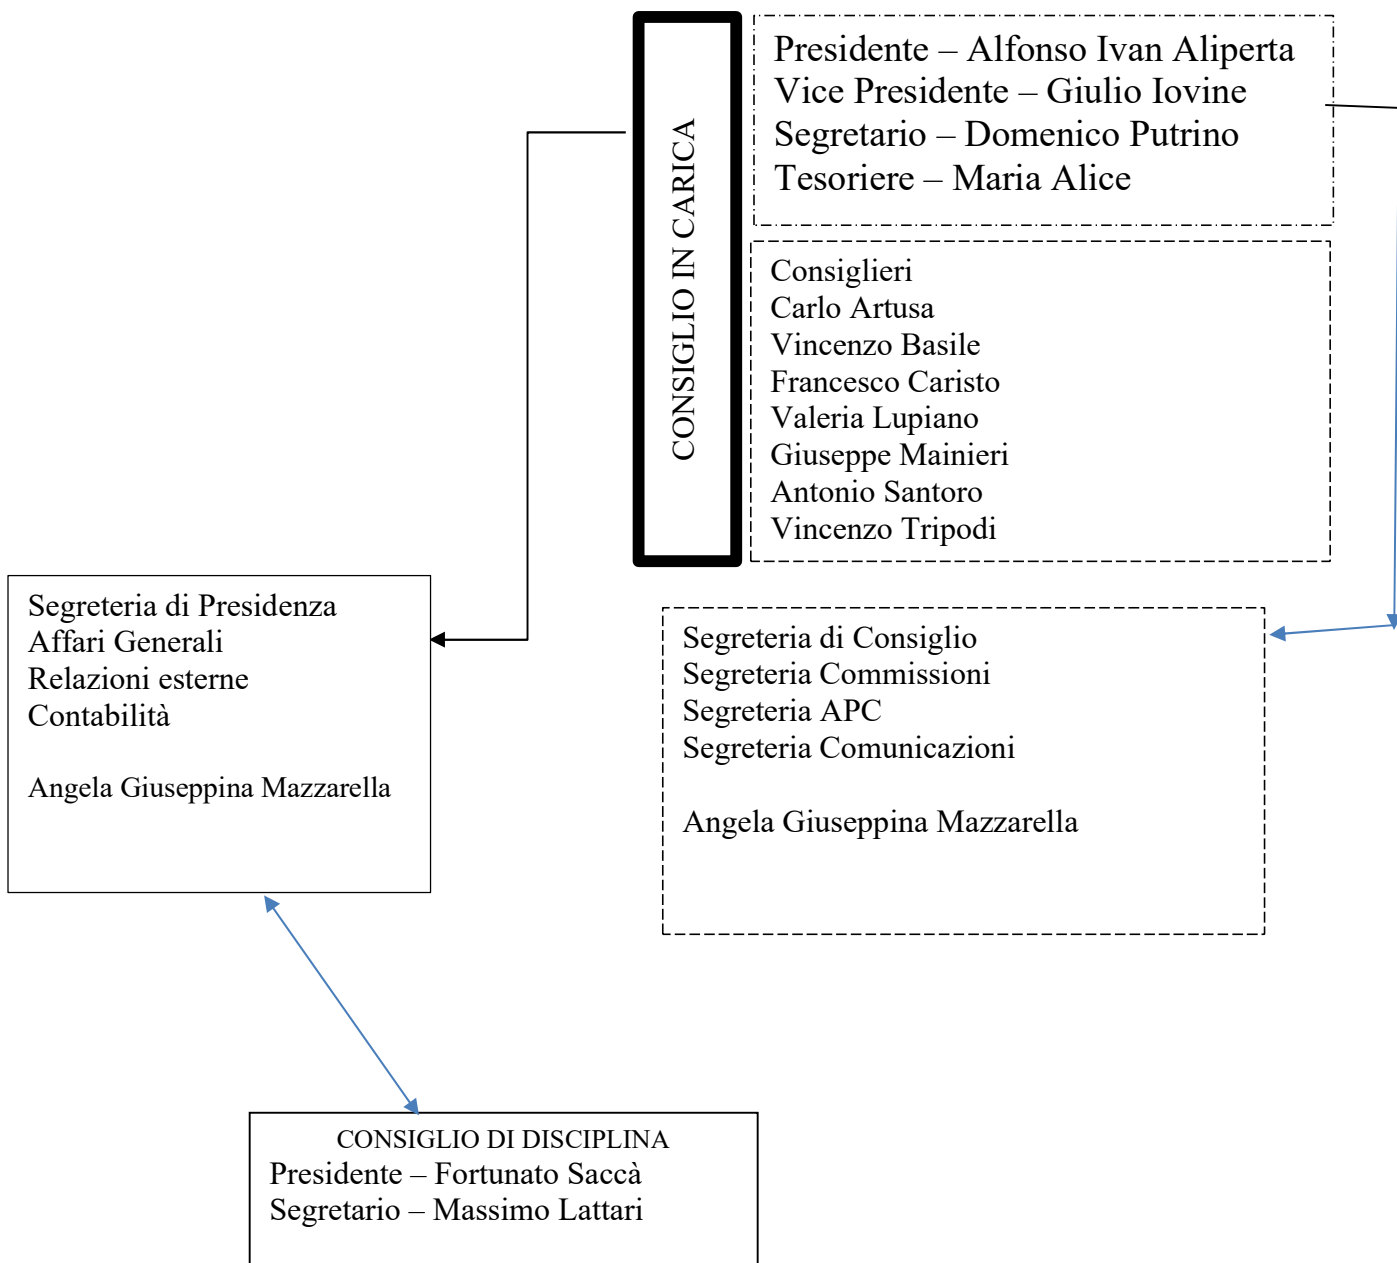 CONSIGLIO IN CARICA
Presidente – Alfonso Ivan Aliperta
Vice Presidente – Giulio Iovine
Segretario – Domenico Putrino
Tesoriere – Maria Alice
Consiglieri
Carlo Artusa
Vincenzo Basile
Francesco Caristo
Valeria Lupiano
Giuseppe Mainieri
Antonio Santoro
Vincenzo Tripodi
Segreteria di Presidenza
Affari Generali
Relazioni esterne
Contabilità
Angela Giuseppina Mazzarella
Segreteria di Consiglio
Segreteria Commissioni
Segreteria APC
Segreteria Comunicazioni
Angela Giuseppina Mazzarella
CONSIGLIO DI DISCIPLINA
Presidente – Fortunato Saccà
Segretario – Massimo Lattari